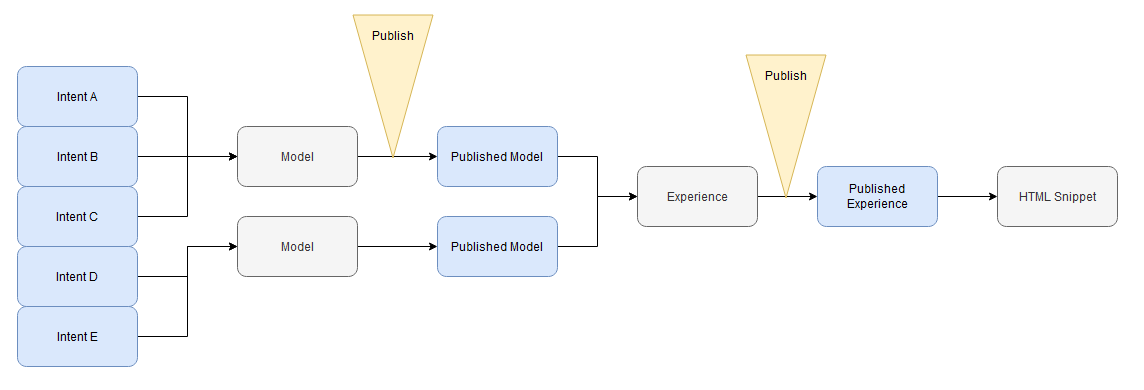 Publish
Publish
Intent A
Intent B
Intent C
Intent D
Intent E
Model
Published Model
Model
Published Model
Experience
Published
Experience
HTML Snippet